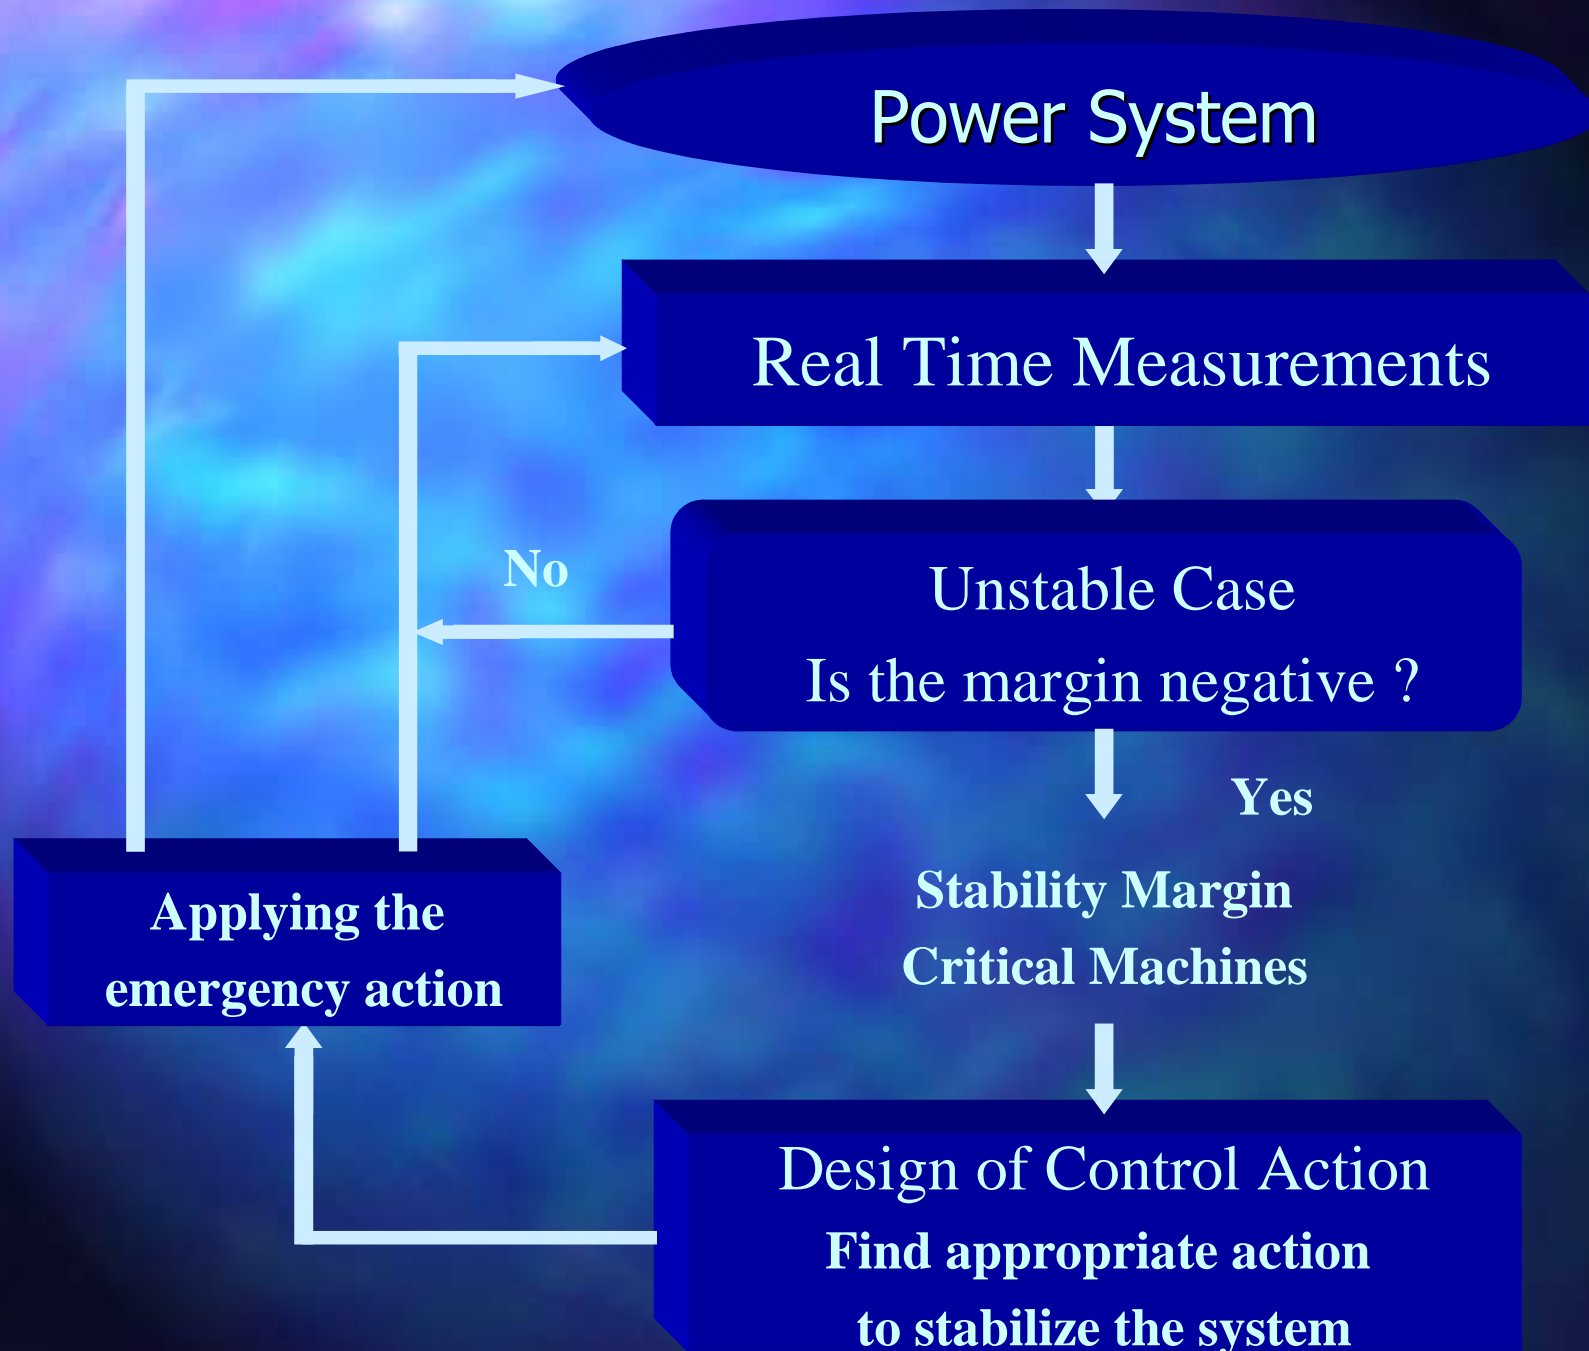 Power System
Real Time Measurements
No
Unstable Case
Is the margin negative ?
Yes
Stability Margin
Critical Machines
Applying the
emergency action
Design of Control Action
Find appropriate action
to stabilize the system